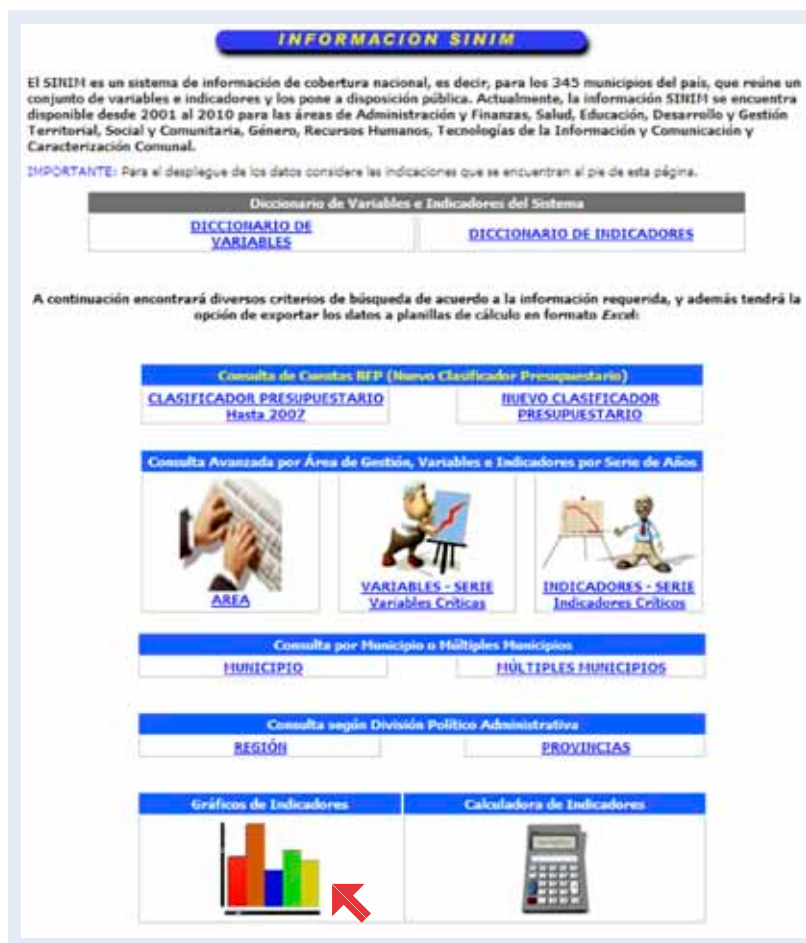 INFORMACION SINIM
El SINIM es un sistema de información de cobertura nacional, es decir, para los 345 municipios del país, que reúne un
conjunto de variables e indicadores y los pone a disposición pública. Actualmente, la información SINIM se encuentra
disponible desde 2001 al 2010 para las áreas de Administración y Finanzas, Salud, Educación, Desarrollo y Gestión
Territorial, Social y Comunitaria, Género, Recursos Humanos, Tecnologías de la Información y Comunicación y
Caracterización Comunal.
IMPORTANTE: Para el despliegue de los datos considere las indicaciones que se encuentran al pie de esta página.
Diccionario de Variables e Indicadores del Sistema
DICCIONARIO DE
VARIABLES
DICCIONARIO DE INDICADORES
A continuación encontrará diversos criterios de búsqueda de acuerdo a la información requerida, y además tendrá la
opción de exportar los datos a planillas de cálculo en formato Excel:
Consulta de Cuentas BEP (Nuevo Clasificador Presupuestario)
CLASIFICADOR PRESUPUESTARIO
Hasta 2007
NUEVO CLASIFICADOR
PRESUPUESTARIO
Consulta Avanzada por Área de Gestión, Variables e Indicadores por Serie de Años
AREA
VARIABLES - SERIE
Variables Críticas
INDICADORES - SERIE
Indicadores Críticos
Consulta por Municipio o Múltiples Municipios
MUNICIPIO
MÚLTIPLES MUNICIPIOS
Consulta según División Político Administrativa
REGIÓN
PROVINCIAS
Gráficos de Indicadores
Calculadora de Indicadores